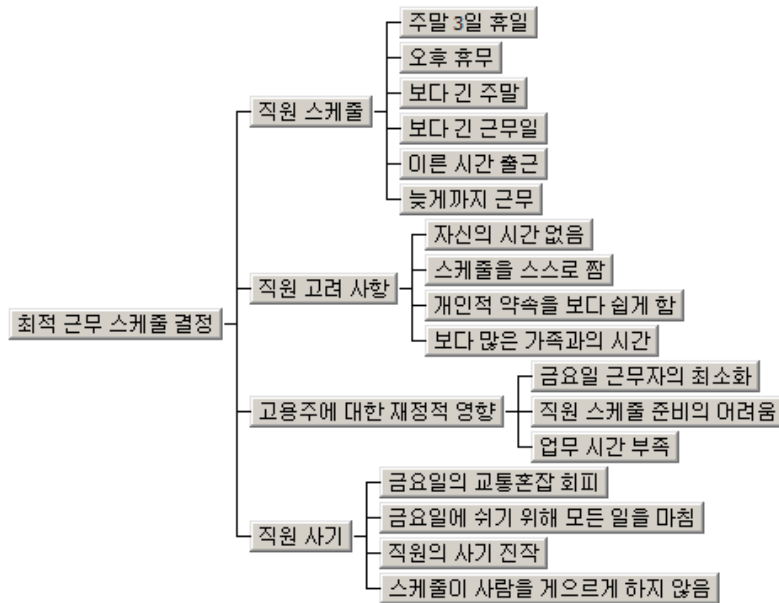 최적 근무 스케줄 결정
직원 스케줄
주말 3일 휴일
오후 휴무
보다 긴 주말
보다 긴 근무일
이른 시간 출근
늦게까지 근무
직원 고려 사항
자신의 시간 없음
스케줄을 스스로 짬
개인적 약속을 보다 쉽게 함
보다 많은 가족과의 시간
고용주에 대한 재정적 영향
금요일 근무자의 최소화
직원 스케줄 준비의 어려움
업무 시간 부족
직원 사기
금요일의 교통혼잡 회피
금요일에 쉬기 위해 모든 일을 마침
직원의 사기 진작
스케줄이 사람을 게으르게 하지 않음